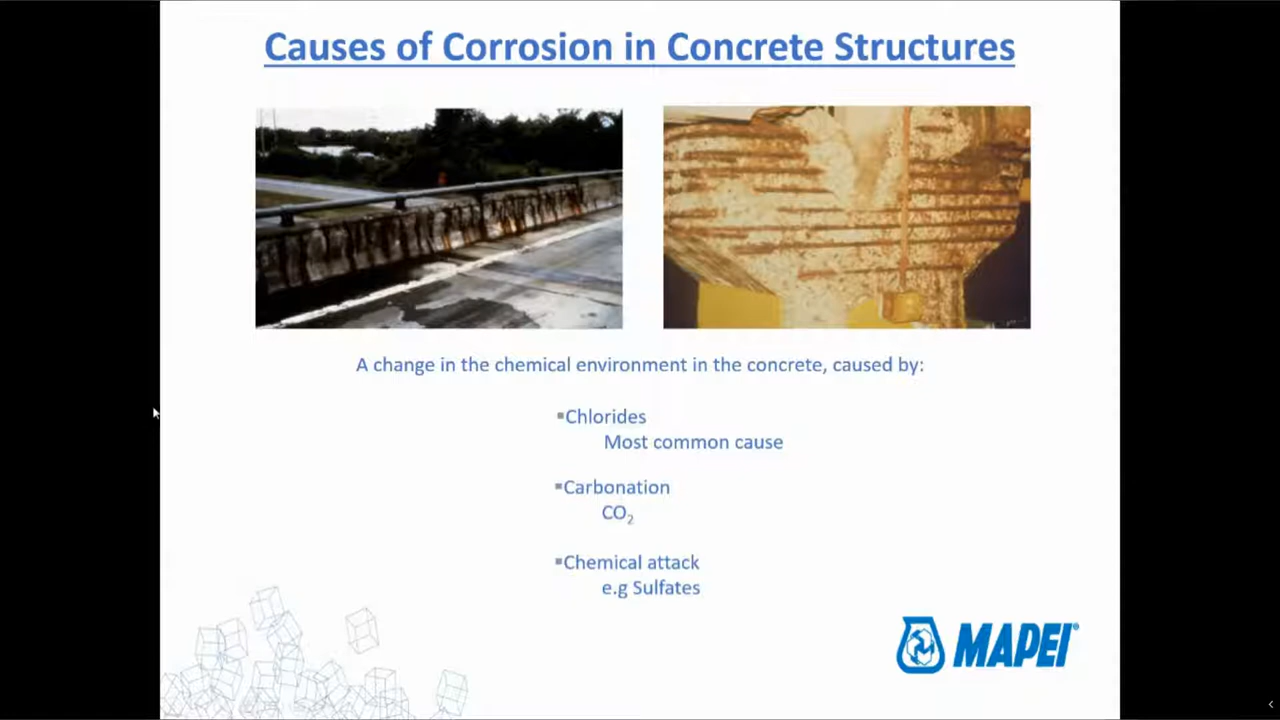 Causes of Corrosion in Concrete Structures
A change in the chemical environment in the concrete, caused by:
▪Chlorides
Most common cause
▪Carbonation
CO₂
▪Chemical attack
e.g Sulfates
MAPEI®